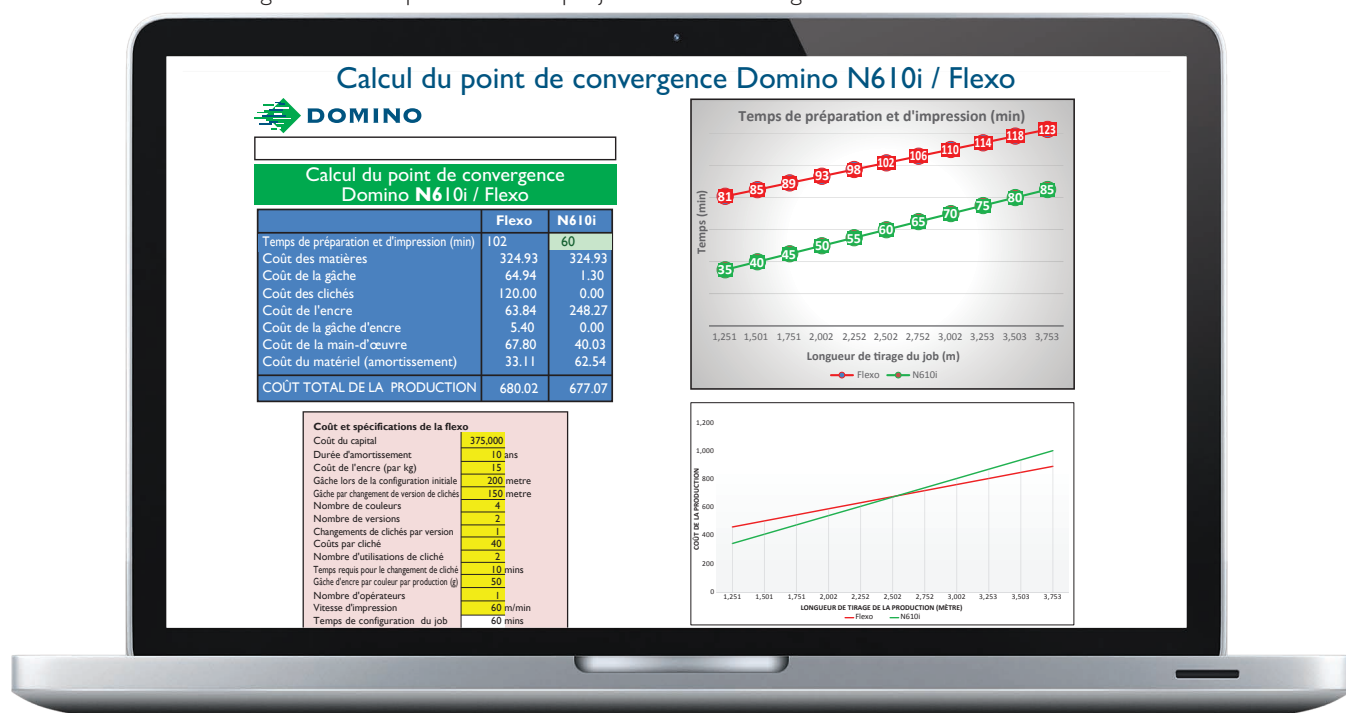 Calcul du point de convergence Domino N610i / Flexo
DOMINO
Calcul du point de convergence
Domino N610i / Flexo
Flexo N610i
Temps de préparation et d'impression (min) 102 60
Coût des matières 324.93 324.93
Coût de la gâche 64.94 1.30
Coût des clichés 120.00 0.00
Coût de l'encre 63.84 248.27
Coût de la gâche d'encre 5.40 0.00
Coût de la main-d'œuvre 67.80 40.03
Coût du matériel (amortissement) 33.11 62.54
COÛT TOTAL DE LA PRODUCTION 680.02 677.07
Coût et spécifications de la flexo
Coût du capital 375,000
Durée d'amortissement 10 ans
Coût de l'encre (par kg) 15
Gâche lors de la configuration initiale 200 metre
Gâche par changement de version de clichés 150 metre
Nombre de couleurs 4
Nombre de versions 2
Changements de clichés par version 1
Coûts par cliché 40
Nombre d'utilisations de cliché 2
Temps requis pour le changement de cliché 10 mins
Gâche d'encre par couleur par production (g) 50
Nombre d'opérateurs 1
Vitesse d'impression 60 m/min
Temps de configuration du job 60 mins
Temps de préparation et d'impression (min)
Temps (min)
81 85 89 93 98 102 106 110 114 118 123
35 40 45 50 55 60 65 70 75 80 85
1,251 1,501 1,751 2,002 2,252 2,502 2,752 3,002 3,253 3,503 3,753
Longueur de tirage du job (m)
Flexo N610i
COÛT DE LA PRODUCTION
1,200
1,000
800
600
400
200
0
1,251 1,501 1,751 2,002 2,252 2,502 2,752 3,002 3,253 3,503 3,753
LONGUEUR DE TIRAGE DE LA PRODUCTION (MÈTRE)
Flexo N610i